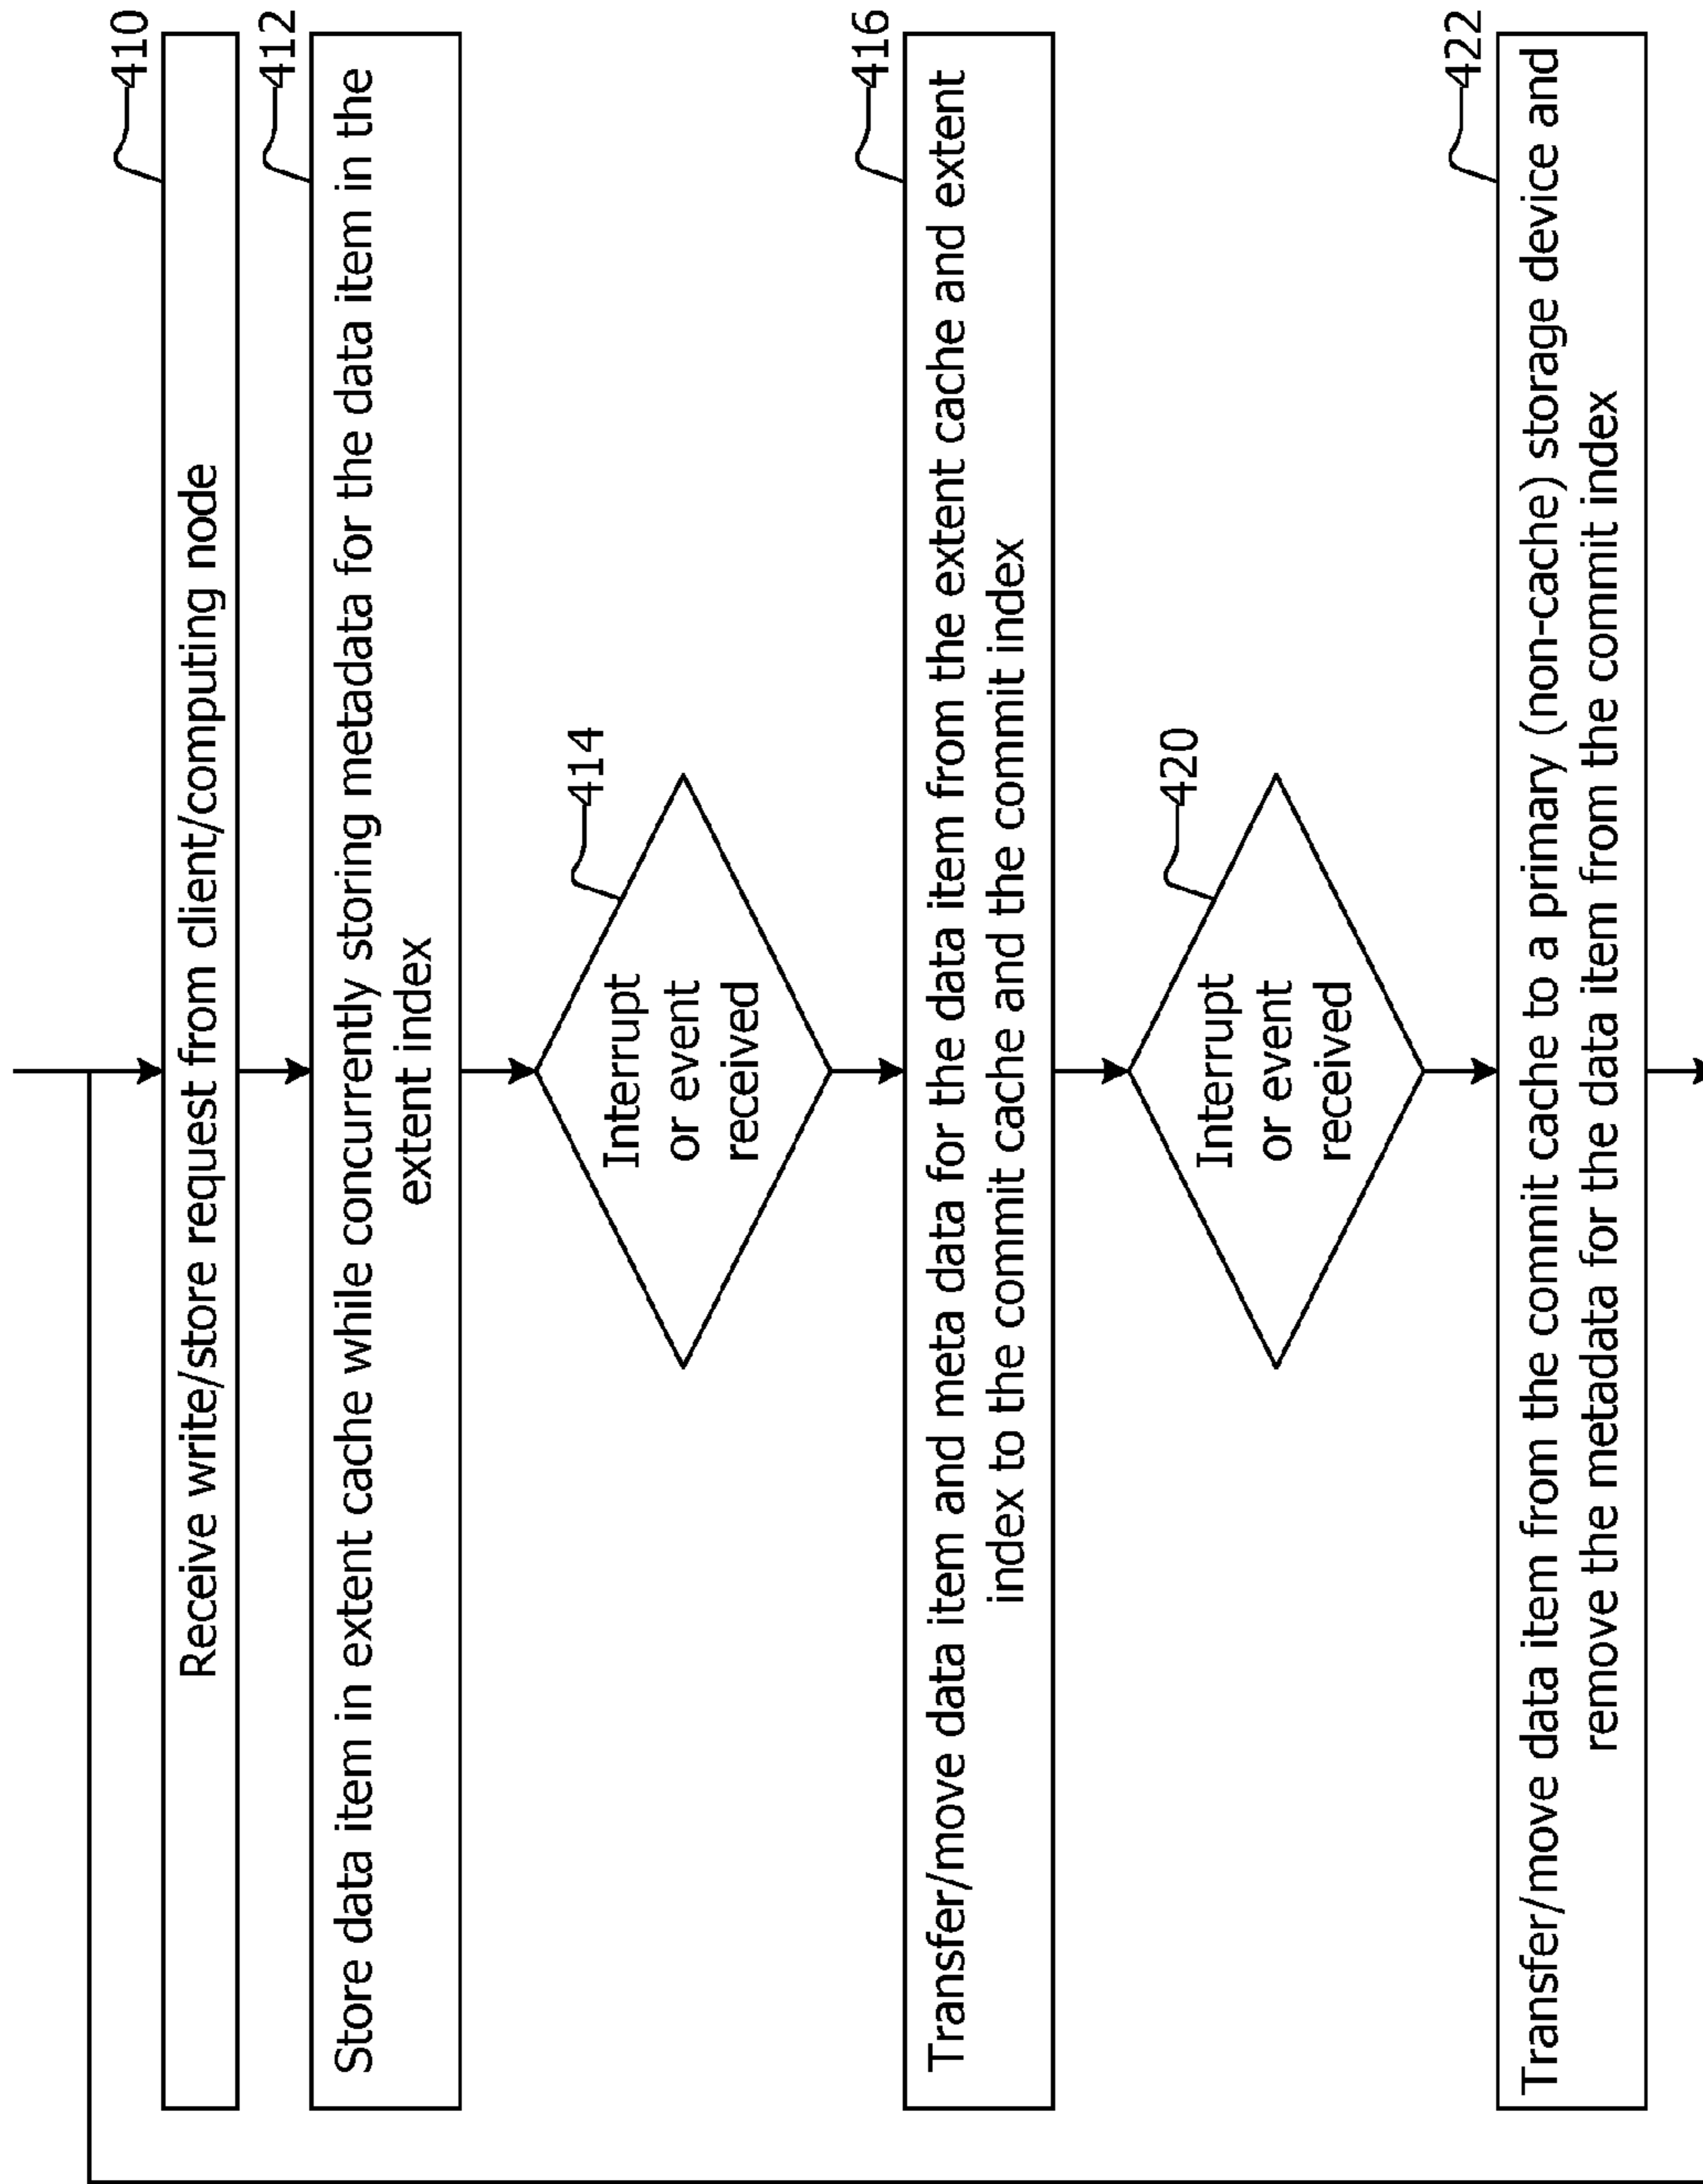 410
Receive write/store request from client/computing node
412
Store data item in extent cache while concurrently storing metadata for the data item in the
extent index
414
Interrupt
or event
received
416
Transfer/move data item and meta data for the data item from the extent cache and extent
index to the commit cache and the commit index
420
Interrupt
or event
received
422
Transfer/move data item from the commit cache to a primary (non-cache) storage device and
remove the metadata for the data item from the commit index